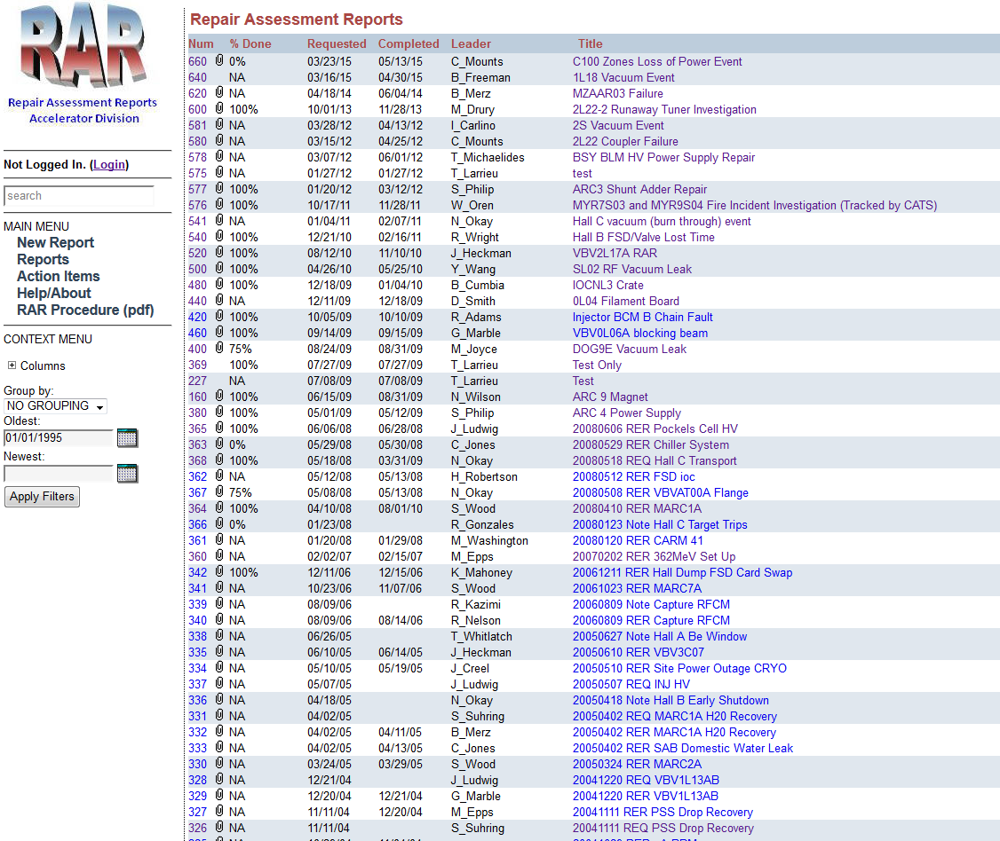 RAR
Repair Assessment Reports
Accelerator Division
Not Logged In. (Login)
search
MAIN MENU
New Report
Reports
Action Items
Help/About
RAR Procedure (pdf)
CONTEXT MENU
Columns
Group by:
NO GROUPING
Oldest:
01/01/1995
Newest:
Apply Filters
Repair Assessment Reports
Num % Done Requested Completed Leader Title
660 0% 03/23/15 05/13/15 C_Mounts C100 Zones Loss of Power Event
640 NA 03/16/15 04/30/15 B_Freeman 1L18 Vacuum Event
620 NA 04/18/14 06/04/14 B_Merz MZAAR03 Failure
600 100% 10/01/13 11/28/13 M_Drury 2L22-2 Runaway Tuner Investigation
581 NA 03/28/12 04/13/12 I_Carlino 2S Vacuum Event
580 NA 03/15/12 04/25/12 C_Mounts 2L22 Coupler Failure
578 NA 03/07/12 06/01/12 T_Michaelides BSY BLM HV Power Supply Repair
575 NA 01/27/12 01/27/12 T_Larrieu test
577 100% 01/20/12 03/12/12 S_Philip ARC3 Shunt Adder Repair
576 100% 10/17/11 11/28/11 W_Oren MYR7S03 and MYR9S04 Fire Incident Investigation (Tracked by CATS)
541 NA 01/04/11 02/07/11 N_Okay Hall C vacuum (burn through) event
540 100% 12/21/10 02/16/11 R_Wright Hall B FSD/Valve Lost Time
520 100% 08/12/10 11/10/10 J_Heckman VBV2L17A RAR
500 100% 04/26/10 05/25/10 Y_Wang SL02 RF Vacuum Leak
480 100% 12/18/09 01/04/10 B_Cumbia IOCNL3 Crate
440 NA 12/11/09 12/18/09 D_Smith 0L04 Filament Board
420 100% 10/05/09 10/10/09 R_Adams Injector BCM B Chain Fault
460 100% 09/14/09 09/15/09 G_Marble VBV0L06A blocking beam
400 75% 08/24/09 08/31/09 M_Joyce DOG9E Vacuum Leak
369 100% 07/27/09 07/27/09 T_Larrieu Test Only
227 NA 07/08/09 07/08/09 T_Larrieu Test
160 100% 06/15/09 08/31/09 N_Wilson ARC 9 Magnet
380 100% 05/01/09 05/12/09 S_Philip ARC 4 Power Supply
365 100% 06/06/08 06/28/08 J_Ludwig 20080606 RER Pockels Cell HV
363 0% 05/29/08 05/30/08 C_Jones 20080529 RER Chiller System
368 100% 05/18/08 03/31/09 N_Okay 20080518 REQ Hall C Transport
362 NA 05/12/08 05/13/08 H_Robertson 20080512 RER FSD ioc
367 75% 05/08/08 05/13/08 N_Okay 20080508 RER VBVAT00A Flange
364 100% 04/10/08 08/01/10 S_Wood 20080410 RER MARC1A
366 0% 01/23/08 R_Gonzales 20080123 Note Hall C Target Trips
361 NA 01/20/08 01/29/08 M_Washington 20080120 RER CARM 41
360 NA 02/02/07 02/15/07 M_Epps 20070202 RER 362MeV Set Up
342 100% 12/11/06 12/15/06 K_Mahoney 20061211 RER Hall Dump FSD Card Swap
341 NA 10/23/06 11/07/06 S_Wood 20061023 RER MARC7A
339 NA 08/09/06 R_Kazimi 20060809 Note Capture RFCM
340 NA 08/09/06 08/14/06 R_Nelson 20060809 RER Capture RFCM
338 NA 06/26/05 T_Whitlatch 20050627 Note Hall A Be Window
335 NA 06/10/05 06/14/05 J_Heckman 20050610 RER VBV3C07
334 NA 05/10/05 05/19/05 J_Creel 20050510 RER Site Power Outage CRYO
337 NA 05/07/05 J_Ludwig 20050507 REQ INJ HV
336 NA 04/18/05 N_Okay 20050418 Note Hall B Early Shutdown
331 NA 04/02/05 S_Suhring 20050402 REQ MARC1A H20 Recovery
332 NA 04/02/05 04/11/05 B_Merz 20050402 RER MARC1A H20 Recovery
333 NA 04/02/05 04/13/05 C_Jones 20050402 RER SAB Domestic Water Leak
330 NA 03/24/05 03/29/05 S_Wood 20050324 RER MARC2A
328 NA 12/21/04 J_Ludwig 20041220 REQ VBV1L13AB
329 NA 12/20/04 12/21/04 G_Marble 20041220 RER VBV1L13AB
327 NA 11/11/04 12/20/04 M_Epps 20041111 RER PSS Drop Recovery
326 NA 11/11/04 S_Suhring 20041111 REQ PSS Drop Recovery